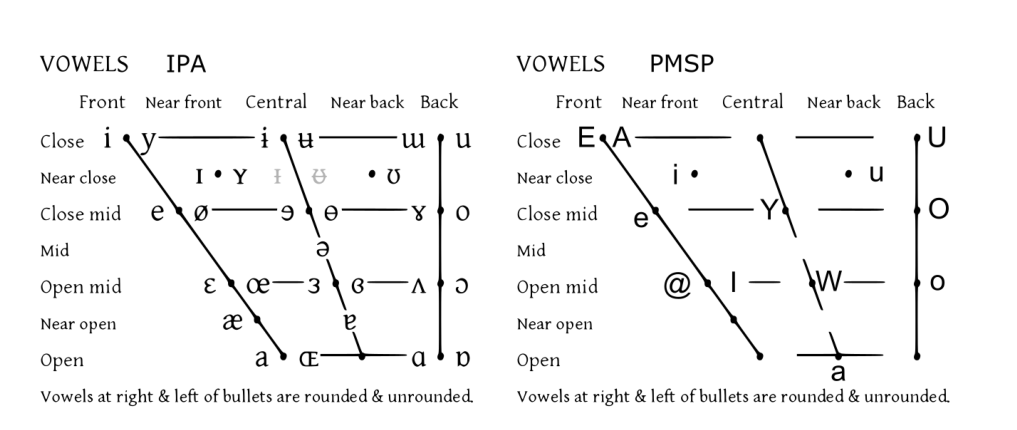 VOWELS IPA
Front Near front Central Near back Back
Close i y ɨ ʉ ɯ u
Near close ɪ ʏ ɪ̵ ʊ̵ ʊ
Close mid e ø ɘ ɵ ɤ o
Mid ə
Open mid ɛ œ ɜ ɞ ʌ ɔ
Near open æ ɐ
Open a ɶ ɑ ɒ
Vowels at right & left of bullets are rounded & unrounded.
VOWELS PMSP
Front Near front Central Near back Back
Close E A U
Near close i u
Close mid e Y O
Mid
Open mid @ I W o
Near open
Open a
Vowels at right & left of bullets are rounded & unrounded.